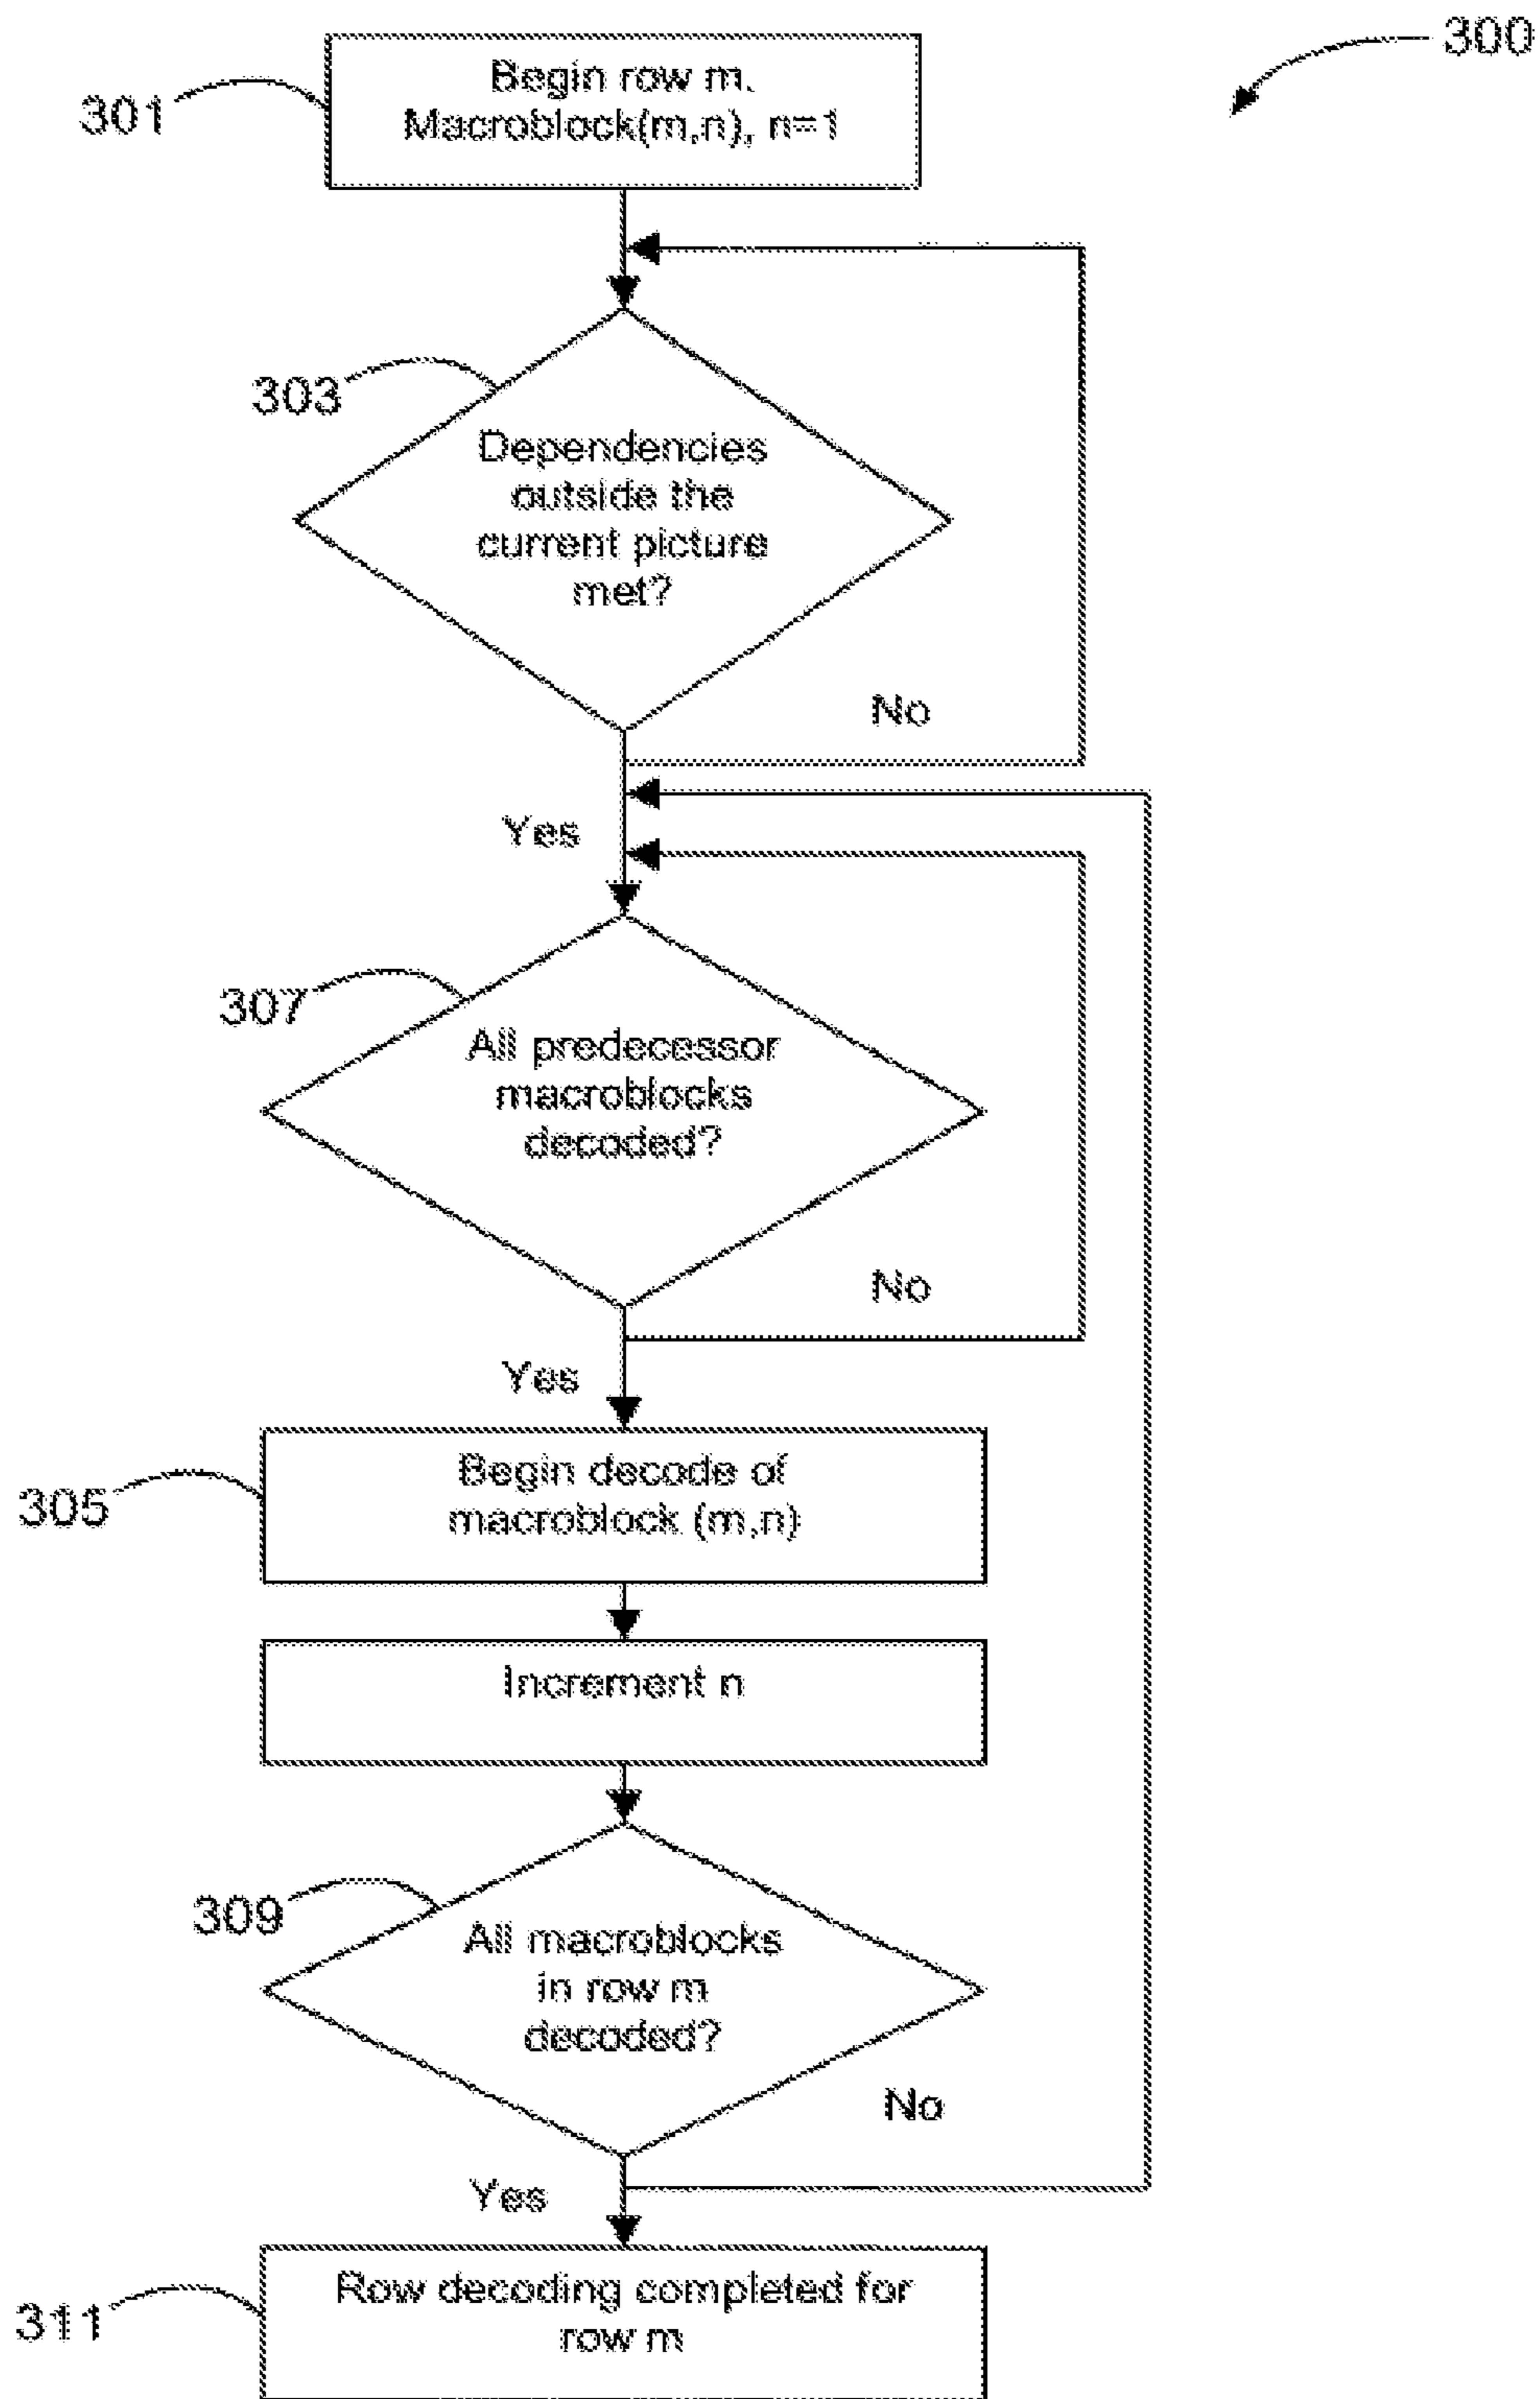 300
301
Begin row m.
Macroblock(m,n), n=1
303
Dependencies
outside the
current picture
met?
No
Yes
307
All predecessor
macroblocks
decoded?
No
Yes
305
Begin decode of
macroblock (m,n)
Increment n
309
All macroblocks
in row m
decoded?
No
Yes
311
Row decoding completed for
row m